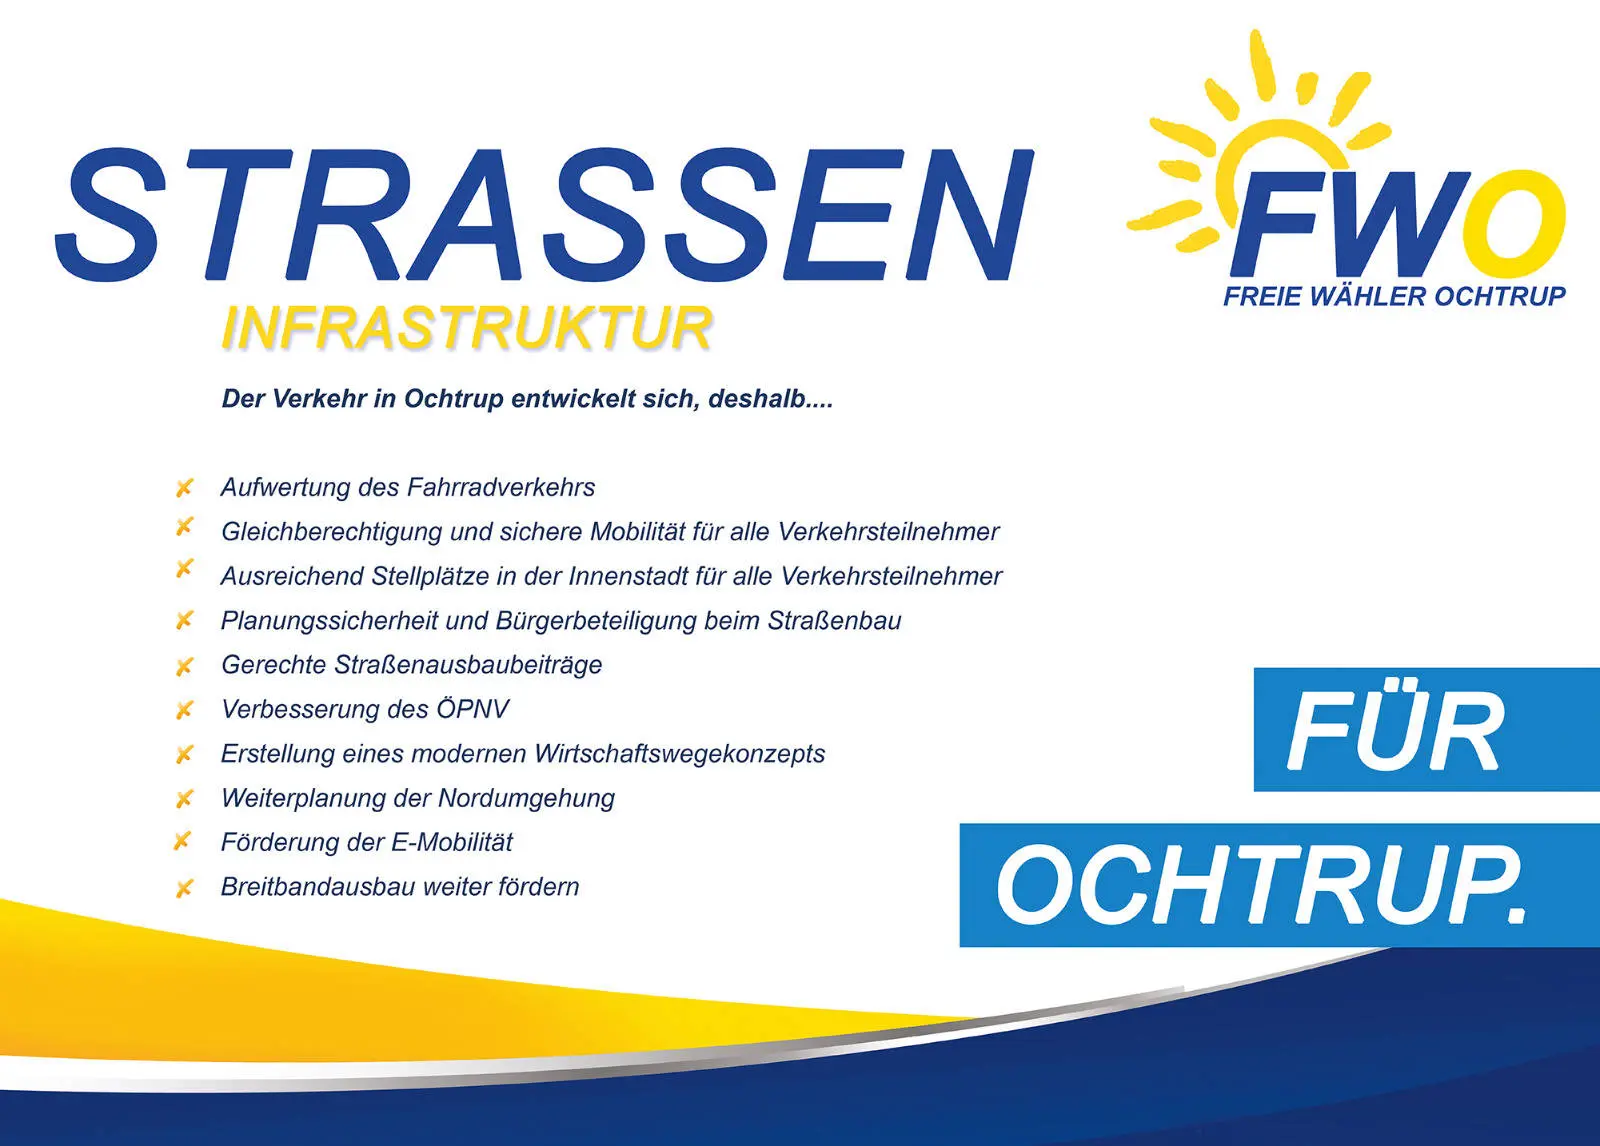 STRASSEN
INFRASTRUKTUR
FWO
FREIE WÄHLER OCHTRUP
Der Verkehr in Ochtrup entwickelt sich, deshalb....
Aufwertung des Fahrradverkehrs
Gleichberechtigung und sichere Mobilität für alle Verkehrsteilnehmer
Ausreichend Stellplätze in der Innenstadt für alle Verkehrsteilnehmer
Planungssicherheit und Bürgerbeteiligung beim Straßenbau
Gerechte Straßenausbaubeiträge
Verbesserung des ÖPNV
Erstellung eines modernen Wirtschaftswegekonzepts
Weiterplanung der Nordumgehung
Förderung der E-Mobilität
Breitbandausbau weiter fördern
FÜR
OCHTRUP.